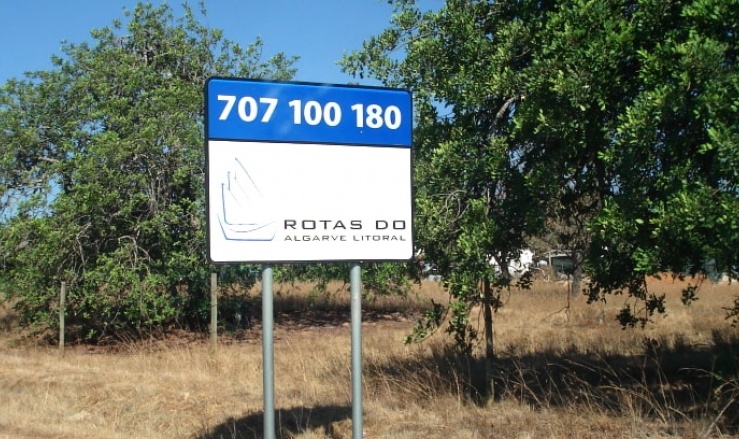 707 100 180
ROTAS DO
ALGARVE LITORAL